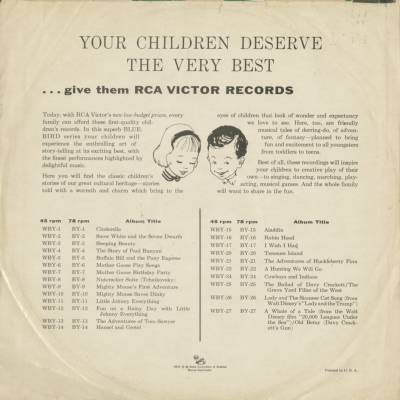 YOUR CHILDREN DESERVE
THE VERY BEST
...give them RCA VICTOR RECORDS
Today, with RCA Victor's new low-budget prices, every
family can afford these first-quality chil-
dren's records. In this superb BLUE-
BIRD series your children will
experience the enthralling art of
story-telling at its exciting best, with
the finest performances highlighted by
delightful music.
Here you will find the classic children's
stories of our great cultural heritage—stories
told with a warmth and charm which bring to the
eyes of children that look of wonder and expectancy
we love to see. Here, too, are friendly
musical tales of derring-do, of adven-
ture, of fantasy—planned to bring
fun and excitement to all youngsters
from toddlers to teens.
Best of all, these recordings will inspire
your children to creative play of their
own—in singing, dancing, marching, play-
acting, musical games. And the whole family
will want to share in the fun.
45 rpm 78 rpm Album Title
WBY-1 BY-1 Cinderella
WBY-2 BY-2 Snow White and the Seven Dwarfs
WBY-3 BY-3 Sleeping Beauty
WBY-4 BY-4 The Story of Paul Bunyan
WBY-5 BY-5 Buffalo Bill and the Pony Express
WBY-6 BY-6 Mother Goose Play Songs
WBY-7 BY-7 Mother Goose Birthday Party
WBY-8 BY-8 Nutcracker Suite (Tchaikovsky)
WBY-9 BY-9 Mighty Mouse's First Adventure
WBY-10 BY-10 Mighty Mouse Saves Dinky
WBY-11 BY-11 Little Johnny Everything
WBY-12 BY-12 Fun on a Rainy Day with Little
Johnny Everything
WBY-13 BY-13 The Adventures of Tom Sawyer
WBY-14 BY-14 Hansel and Gretel
45 rpm 78 rpm Album Title
WBY-15 BY-15 Aladdin
WBY-16 BY-16 Robin Hood
WBY-17 BY-17 I Wish I Had
WBY-20 BY-20 Treasure Island
WBY-21 BY-21 The Adventures of Huckleberry Finn
WBY-22 BY-22 A Hunting We Will Go
WBY-24 BY-24 Cowboys and Indians
WBY-25 BY-25 The Ballad of Davy Crockett/The
Grave Yard Filler of the West
WBY-26 BY-26 Lady and The Siamese Cat Song (from
Walt Disney's "Lady and the Tramp")
WBY-27 BY-27 A Whale of a Tale (from the Walt
Disney film "20,000 Leagues Under
the Sea")/Old Betsy (Davy Crock-
ett's Gun)
Printed in U. S. A.